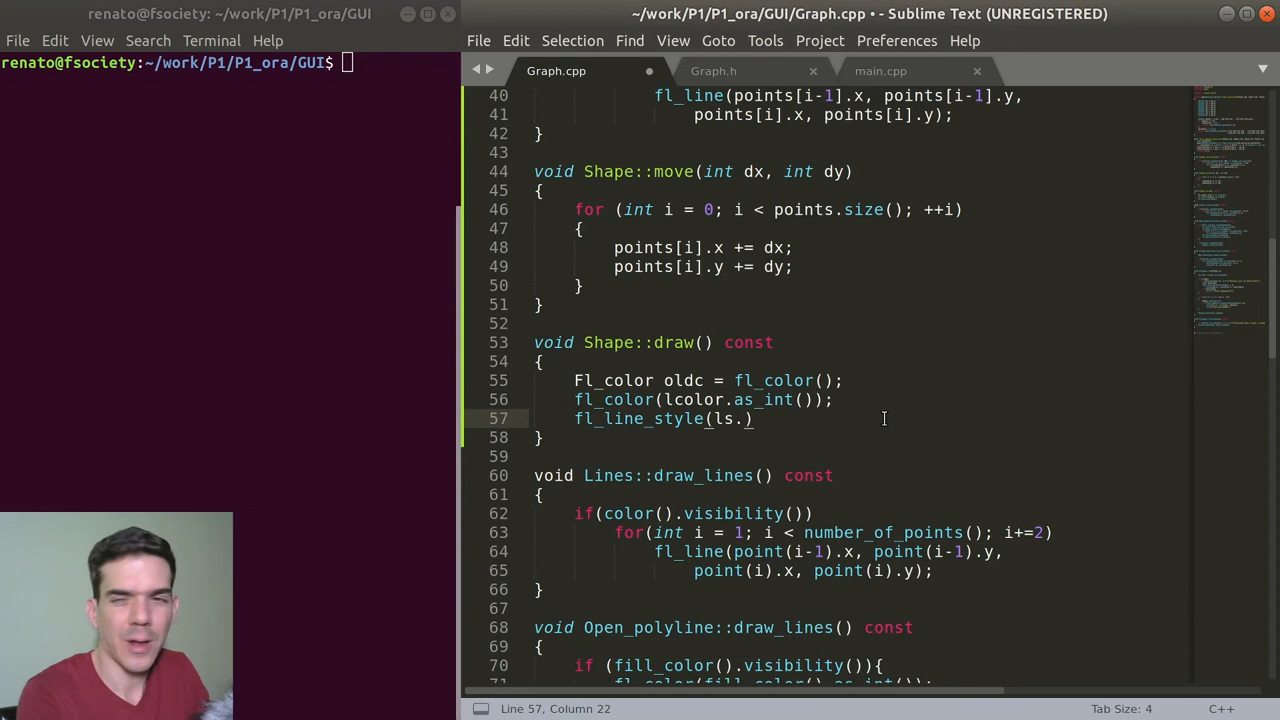 renato@fsociety: ~/work/P1/P1_ora/GUI
File Edit View Search Terminal Help
renato@fsociety:~/work/P1/P1_ora/GUI$
~/work/P1/P1_ora/GUI/Graph.cpp • - Sublime Text (UNREGISTERED)
File Edit Selection Find View Goto Tools Project Preferences Help
Graph.cpp Graph.h main.cpp
40 fl_line(points[i-1].x, points[i-1].y,
41 points[i].x, points[i].y);
42 }
43
44 void Shape::move(int dx, int dy)
45 {
46 for (int i = 0; i < points.size(); ++i)
47 {
48 points[i].x += dx;
49 points[i].y += dy;
50 }
51 }
52
53 void Shape::draw() const
54 {
55 Fl_color oldc = fl_color();
56 fl_color(lcolor.as_int());
57 fl_line_style(ls.)
58 }
59
60 void Lines::draw_lines() const
61 {
62 if(color().visibility())
63 for(int i = 1; i < number_of_points(); i+=2)
64 fl_line(point(i-1).x, point(i-1).y,
65 point(i).x, point(i).y);
66 }
67
68 void Open_polyline::draw_lines() const
69 {
70 if (fill_color().visibility()){
71 fl_color(fill_color().as_int());
Line 57, Column 22
Tab Size: 4
C++